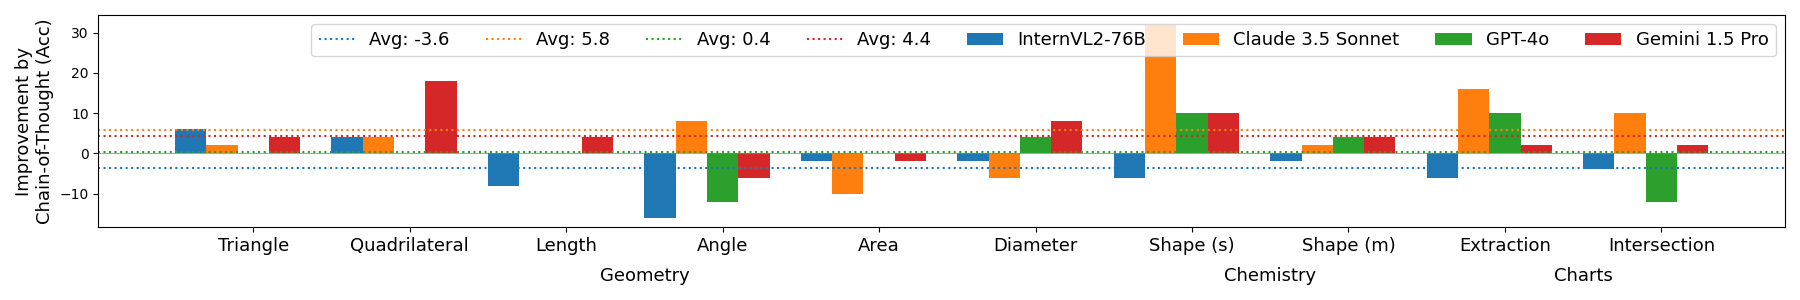 Improvement by
Chain-of-Thought (Acc)
30
20
10
0
−10
Avg: -3.6
Avg: 5.8
Avg: 0.4
Avg: 4.4
InternVL2-76B
Claude 3.5 Sonnet
GPT-4o
Gemini 1.5 Pro
Triangle
Quadrilateral
Length
Angle
Area
Diameter
Shape (s)
Shape (m)
Extraction
Intersection
Geometry
Chemistry
Charts